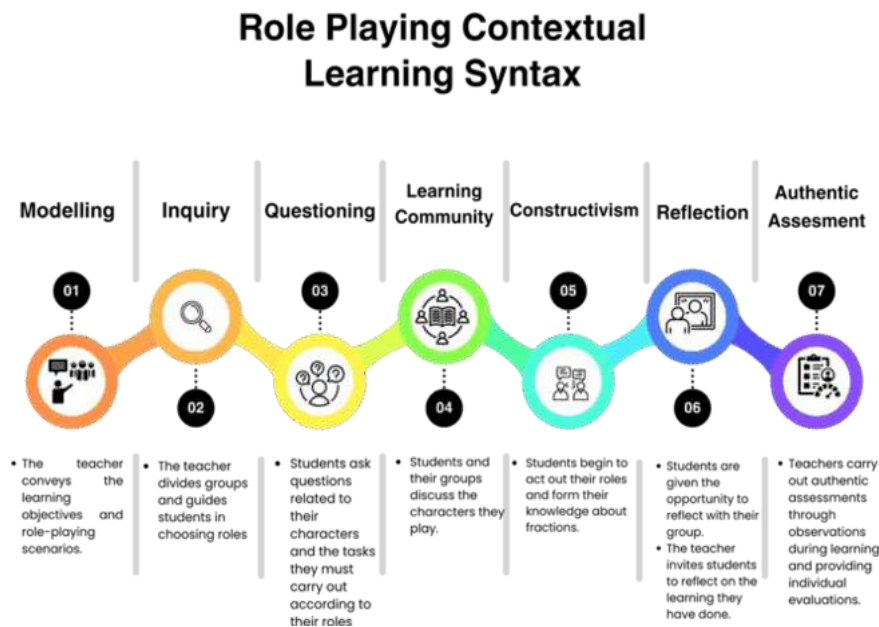 Role Playing Contextual
Learning Syntax
Modelling
Inquiry
Questioning
Learning
Community
Constructivism
Reflection
Authentic
Assesment
01
02
03
04
05
06
07
• The teacher
conveys the
learning
objectives and
role-playing
scenarios.
• The teacher
divides groups
and guides
students in
choosing roles
• Students ask
questions
related to
their
characters
and the tasks
they must
carry out
according to
their roles
• Students and
their groups
discuss the
characters they
play.
• Students begin to
act out their roles
and form their
knowledge about
fractions.
• Students are
given the
opportunity to
reflect with their
group.
• The teacher
invites students
to reflect on the
learning they
have done.
• Teachers carry
out authentic
assessments
through
observations
during learning
and providing
individual
evaluations.